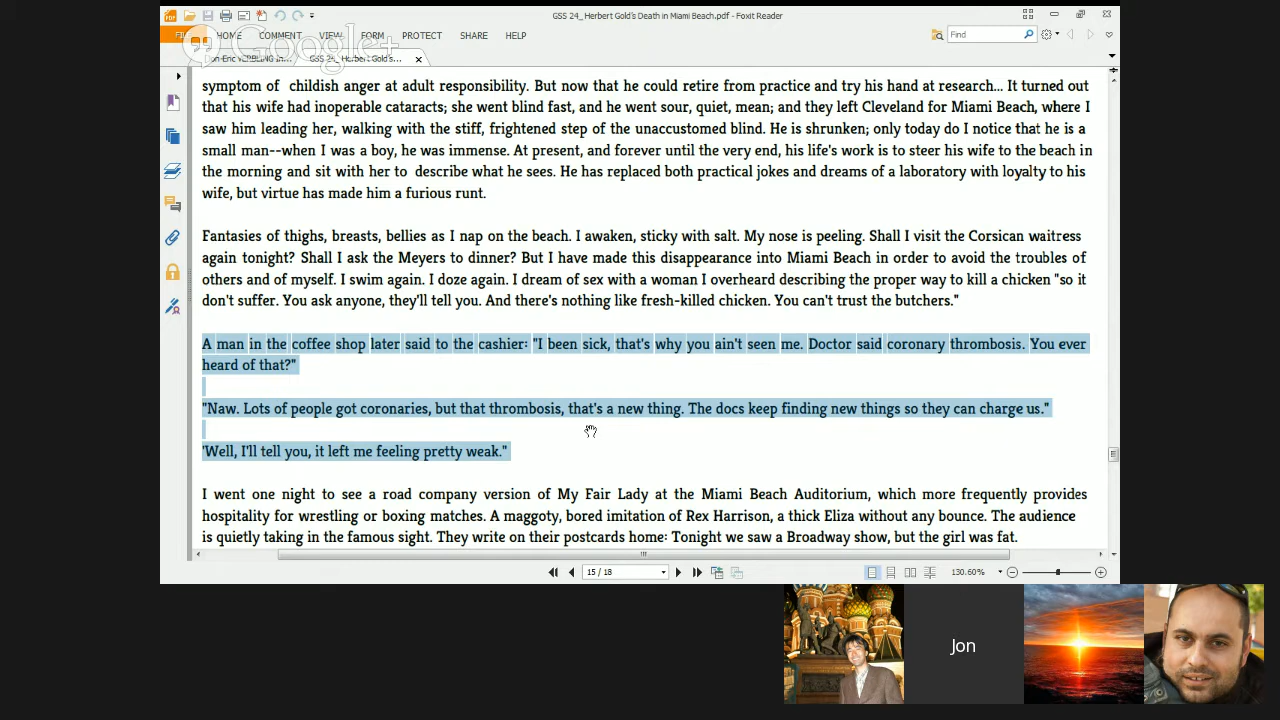 GSS 24_ Herbert Gold's Death in Miami Beach.pdf - Foxit Reader
HOME COMMENT VIEW FORM PROTECT SHARE HELP
Find
Google+
GSS 24_ Herbert Gold's...
symptom of childish anger at adult responsibility. But now that he could retire from practice and try his hand at research... It turned out
that his wife had inoperable cataracts; she went blind fast, and he went sour, quiet, mean; and they left Cleveland for Miami Beach, where I
saw him leading her, walking with the stiff, frightened step of the unaccustomed blind. He is shrunken; only today do I notice that he is a
small man--when I was a boy, he was immense. At present, and forever until the very end, his life's work is to steer his wife to the beach in
the morning and sit with her to describe what he sees. He has replaced both practical jokes and dreams of a laboratory with loyalty to his
wife, but virtue has made him a furious runt.
Fantasies of thighs, breasts, bellies as I nap on the beach. I awaken, sticky with salt. My nose is peeling. Shall I visit the Corsican waitress
again tonight? Shall I ask the Meyers to dinner? But I have made this disappearance into Miami Beach in order to avoid the troubles of
others and of myself. I swim again. I doze again. I dream of sex with a woman I overheard describing the proper way to kill a chicken "so it
don't suffer. You ask anyone, they'll tell you. And there's nothing like fresh-killed chicken. You can't trust the butchers."
A man in the coffee shop later said to the cashier: "I been sick, that's why you ain't seen me. Doctor said coronary thrombosis. You ever
heard of that?"
"Naw. Lots of people got coronaries, but that thrombosis, that's a new thing. The docs keep finding new things so they can charge us."
'Well, I'll tell you, it left me feeling pretty weak."
I went one night to see a road company version of My Fair Lady at the Miami Beach Auditorium, which more frequently provides
hospitality for wrestling or boxing matches. A maggoty, bored imitation of Rex Harrison, a thick Eliza without any bounce. The audience
is quietly taking in the famous sight. They write on their postcards home: Tonight we saw a Broadway show, but the girl was fat.
15 / 18
130.60%
Jon